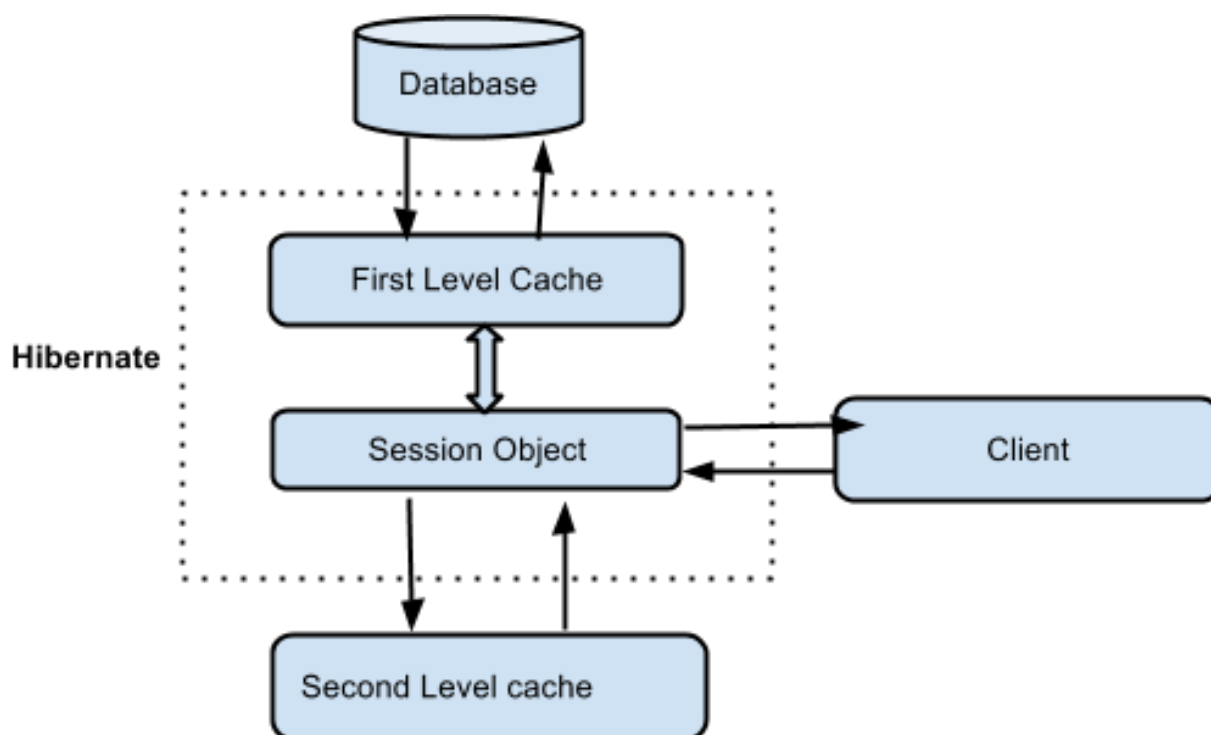 Database
First Level Cache
Hibernate
Session Object
Client
Second Level cache